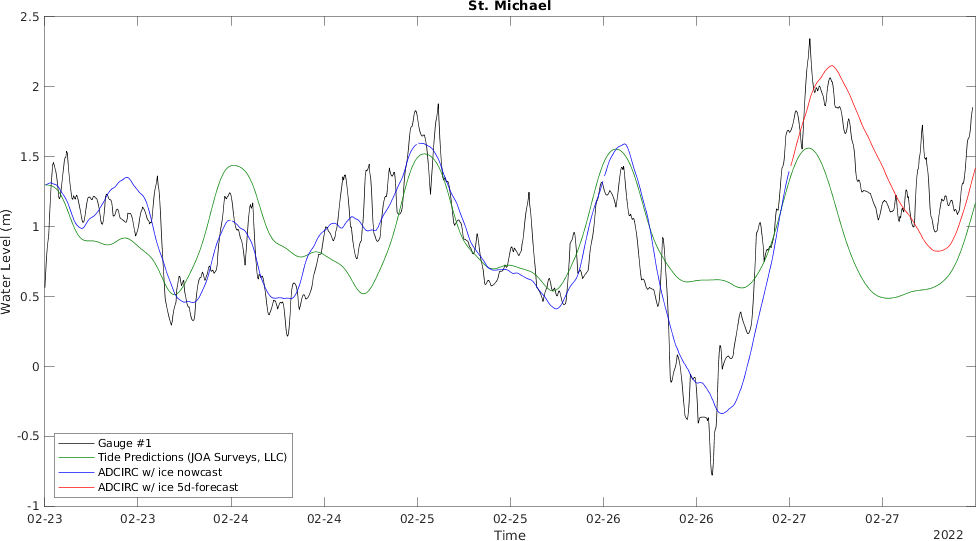 St. Michael
2.5
2
1.5
1
0.5
0
-0.5
-1
Water Level (m)
Gauge #1
Tide Predictions (JOA Surveys, LLC)
ADCIRC w/ ice nowcast
ADCIRC w/ ice 5d-forecast
02-23 02-23 02-24 02-24 02-25 02-25 02-26 02-26 02-27 02-27
Time
2022